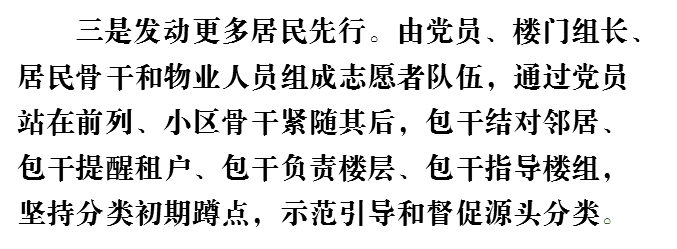 三是发动更多居民先行。由党员、楼门组长、
居民骨干和物业人员组成志愿者队伍，通过党员
站在前列、小区骨干紧随其后，包干结对邻居、
包干提醒租户、包干负责楼层、包干指导楼组，
坚持分类初期蹲点，示范引导和督促源头分类。